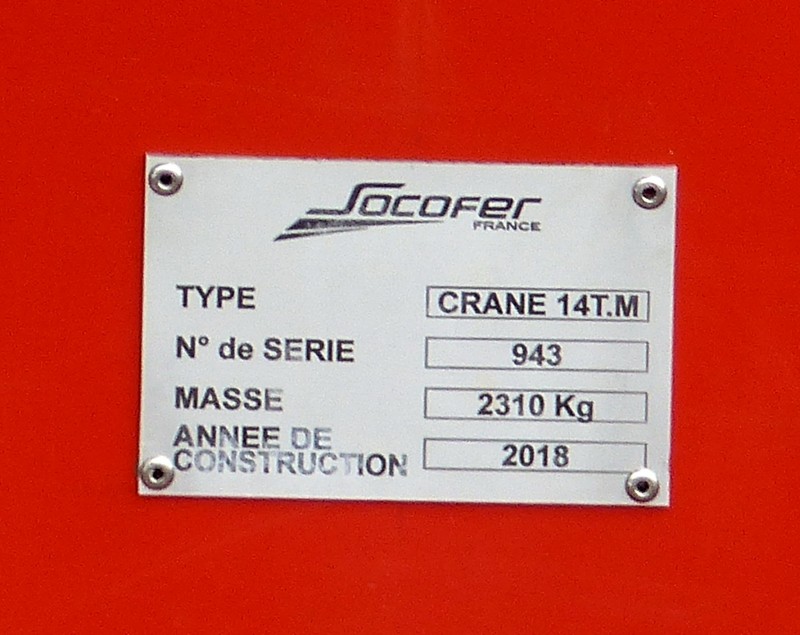 Socofer
FRANCE
TYPE CRANE 14T.M
N° de SERIE 943
MASSE 2310 Kg
ANNEE DE
CONSTRUCTION 2018